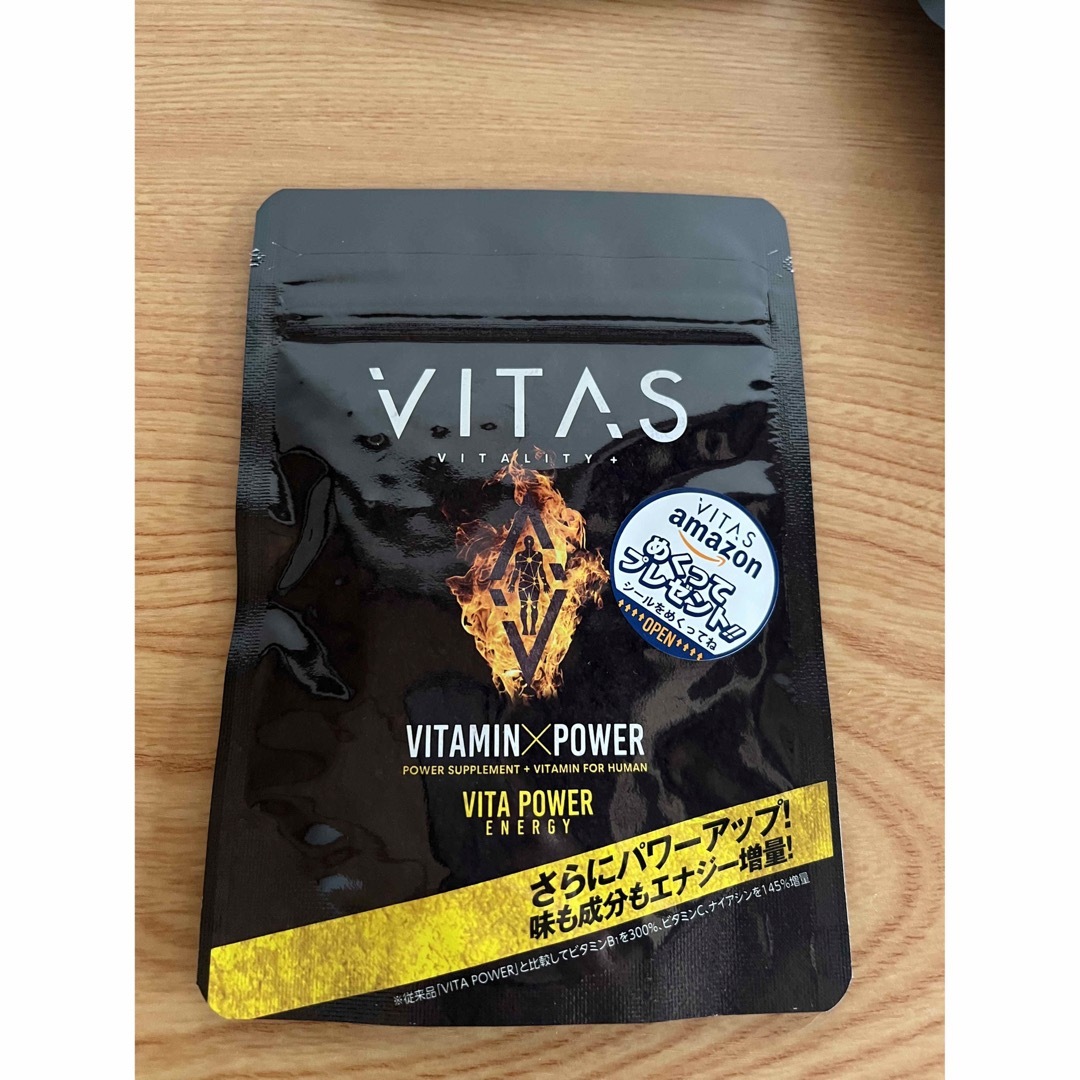 VITAS
VITALITY+
VITAS
amazon
めくって
プレゼント!!
シールをめくってね
OPEN
VITAMIN×POWER
POWER SUPPLEMENT + VITAMIN FOR HUMAN
VITA POWER
ENERGY
さらにパワーアップ!
味も成分もエナジー増量!
※従来品「VITA POWER」と比較してビタミンB1を300%、ビタミンC、ナイアシンを145%増量